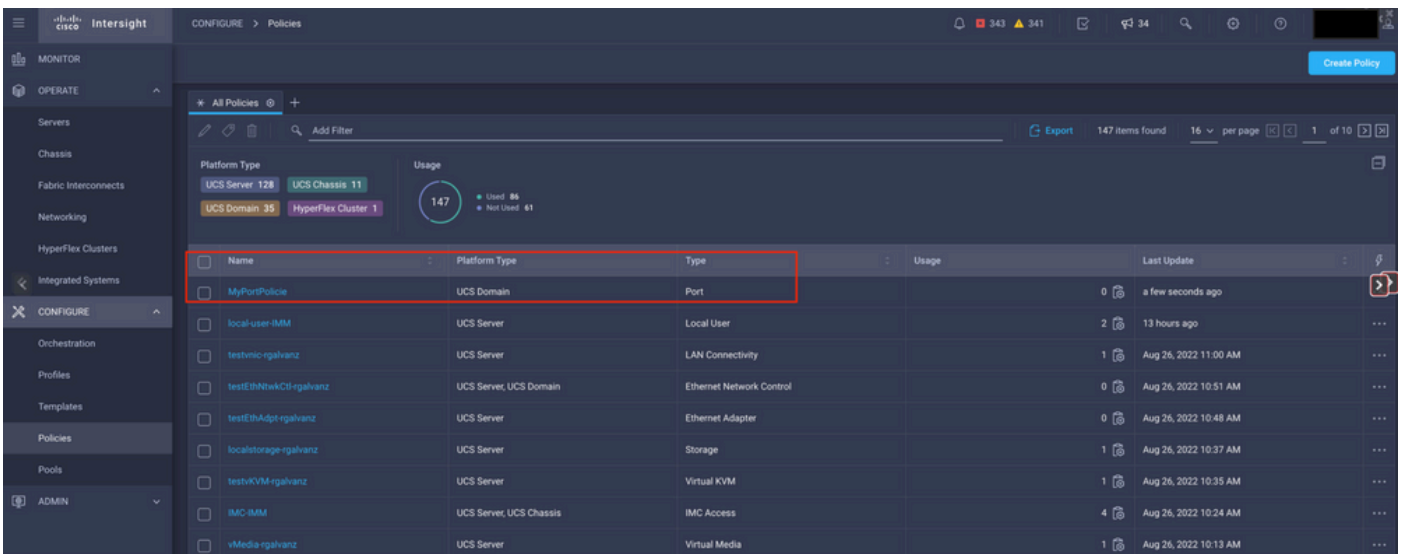 CISCO Intersight
CONFIGURE > Policies
343 341
34
MONITOR
Create Policy
OPERATE
All Policies
Servers
Add Filter
Export 147 items found 16 per page 1 of 10
Chassis
Platform Type
Usage
UCS Server 128 UCS Chassis 11
UCS Domain 35 HyperFlex Cluster 1
147
Used 86
Not Used 61
Fabric Interconnects
Networking
HyperFlex Clusters
Name Platform Type Type Usage Last Update
Integrated Systems
MyPortPolicie UCS Domain Port 0 a few seconds ago
CONFIGURE
local-user-IMM UCS Server Local User 2 13 hours ago
Orchestration
testvnic-rgalvanz UCS Server LAN Connectivity 1 Aug 26, 2022 11:00 AM
Profiles
testEthNtwkCtl-rgalvanz UCS Server, UCS Domain Ethernet Network Control 0 Aug 26, 2022 10:51 AM
Templates
testEthAdpt-rgalvanz UCS Server Ethernet Adapter 0 Aug 26, 2022 10:48 AM
Policies
localstorage-rgalvanz UCS Server Storage 1 Aug 26, 2022 10:37 AM
Pools
testvKVM-rgalvanz UCS Server Virtual KVM 1 Aug 26, 2022 10:35 AM
ADMIN
IMC-IMM UCS Server, UCS Chassis IMC Access 4 Aug 26, 2022 10:24 AM
vMedia-rgalvanz UCS Server Virtual Media 1 Aug 26, 2022 10:13 AM